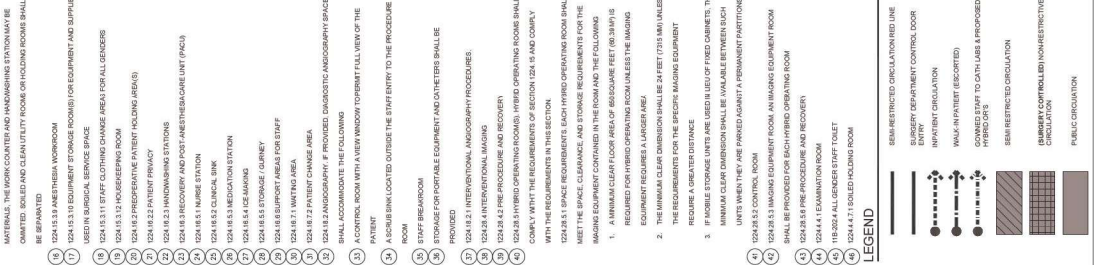 MATERIALS. THE WORK COUNTER AND HANDWASHING STATION MAY BE
OMMITTED. SOILED AND CLEAN UTILITY ROOMS OR HOLDING ROOMS SHALL
BE SEPARATED
16 1224.15.3.9 ANESTHESIA WORKROOM
17 1224.15.3.10 EQUIPMENT STORAGE ROOM(S) FOR EQUIPMENT AND SUPPLIE
USED IN SURGICAL SERVICE SPACE
18 1224.15.3.11 STAFF CLOTHING CHANGE AREAS FOR ALL GENDERS
19 1224.15.3.12 HOUSEKEEPING ROOM
20 1224.16.2 PREOPERATIVE PATIENT HOLDING AREA(S)
21 1224.16.2.2 PATIENT PRIVACY
22 1224.16.2.3 HANDWASHING STATIONS
23 1224.16.3 RECOVERY AND POST-ANESTHESIA CARE UNIT (PACU)
24 1224.16.5.1 NURSE STATION
25 1224.16.5.2 CLINICAL SINK
26 1224.16.5.3 MEDICATION STATION
27 1224.16.5.4 ICE-MAKING
28 1224.16.5.5 STORAGE / GURNEY
29 1224.16.6 SUPPORT AREAS FOR STAFF
30 1224.16.7.1 WAITING AREA
31 1224.16.7.2 PATIENT CHANGE AREA
32 1224.18.2 ANGIOGRAPHY. IF PROVIDED, DIAGNOSTIC ANGIOGRAPHY SPACE
SHALL ACCOMMODATE THE FOLLOWING
33 A CONTROL ROOM WITH A VIEW WINDOW TO PERMIT FULL VIEW OF THE
PATIENT
34 A SCRUB SINK LOCATED OUTSIDE THE STAFF ENTRY TO THE PROCEDURE
ROOM
35 STAFF BREAKROOM
36 STORAGE FOR PORTABLE EQUIPMENT AND CATHETERS SHALL BE
PROVIDED
37 1224.18.2.1 INTERVENTIONAL ANGIOGRAPHY PROCEDURES
38 1224.28.4 INTERVENTIONAL IMAGING
39 1224.28.4.2 PRE-PROCEDURE AND RECOVERY
40 1224.28.5 HYBRID OPERATING ROOM(S). HYBRID OPERATING ROOMS SHAL
COMPLY WITH THE REQUIREMENTS OF SECTION 1224.15 AND COMPLY
WITH THE REQUIREMENTS IN THIS SECTION.
1224.28.5.1 SPACE REQUIREMENTS. EACH HYBRID OPERATING ROOM SHAL
MEET THE SPACE, CLEARANCE, AND STORAGE REQUIREMENTS FOR THE
IMAGING EQUIPMENT CONTAINED IN THE ROOM AND THE FOLLOWING
1. A MINIMUM CLEAR FLOOR AREA OF 650 SQUARE FEET (60.39 M²) IS
REQUIRED FOR HYBRID OPERATING ROOM UNLESS THE IMAGING
EQUIPMENT REQUIRES A LARGER AREA
2. THE MINIMUM CLEAR DIMENSION SHALL BE 24 FEET (7315 MM) UNLES
THE REQUIREMENTS FOR THE SPECIFIC IMAGING EQUIPMENT
REQUIRE A GREATER DISTANCE
3. IF MOBILE STORAGE UNITS ARE USED IN LIEU OF FIXED CABINETS, TH
MINIMUM CLEAR DIMENSION SHALL BE AVAILABLE BETWEEN SUCH
UNITS WHEN THEY ARE PARKED AGAINST A PERMANENT PARTITIONS
41 1224.28.5.2 CONTROL ROOM
42 1224.28.5.3 IMAGING EQUIPMENT ROOM. AN IMAGING EQUIPMENT ROOM
SHALL BE PROVIDED FOR EACH HYBRID OPERATING ROOM
43 1224.28.5.6 PRE-PROCEDURE AND RECOVERY
44 1224.4.4.1 EXAMINATION ROOM
45 11B-202.4 ALL GENDER STAFF TOILET
46 1224.4.7.1 SOILED HOLDING ROOM
LEGEND
SEMI-RESTRICTED CIRCULATION RED LINE
SURGERY DEPARTMENT CONTROL DOOR
ENTRY
INPATIENT CIRCULATION
WALK-IN PATIENT (ESCORTED)
GOWNED STAFF TO CATH LABS & PROPOSED
HYBRID OR'S
SEMI RESTRICTED CIRCULATION
(SURGERY CONTROLLED) NON-RESTRICTIVE
CIRCULATION
PUBLIC CIRCULATION